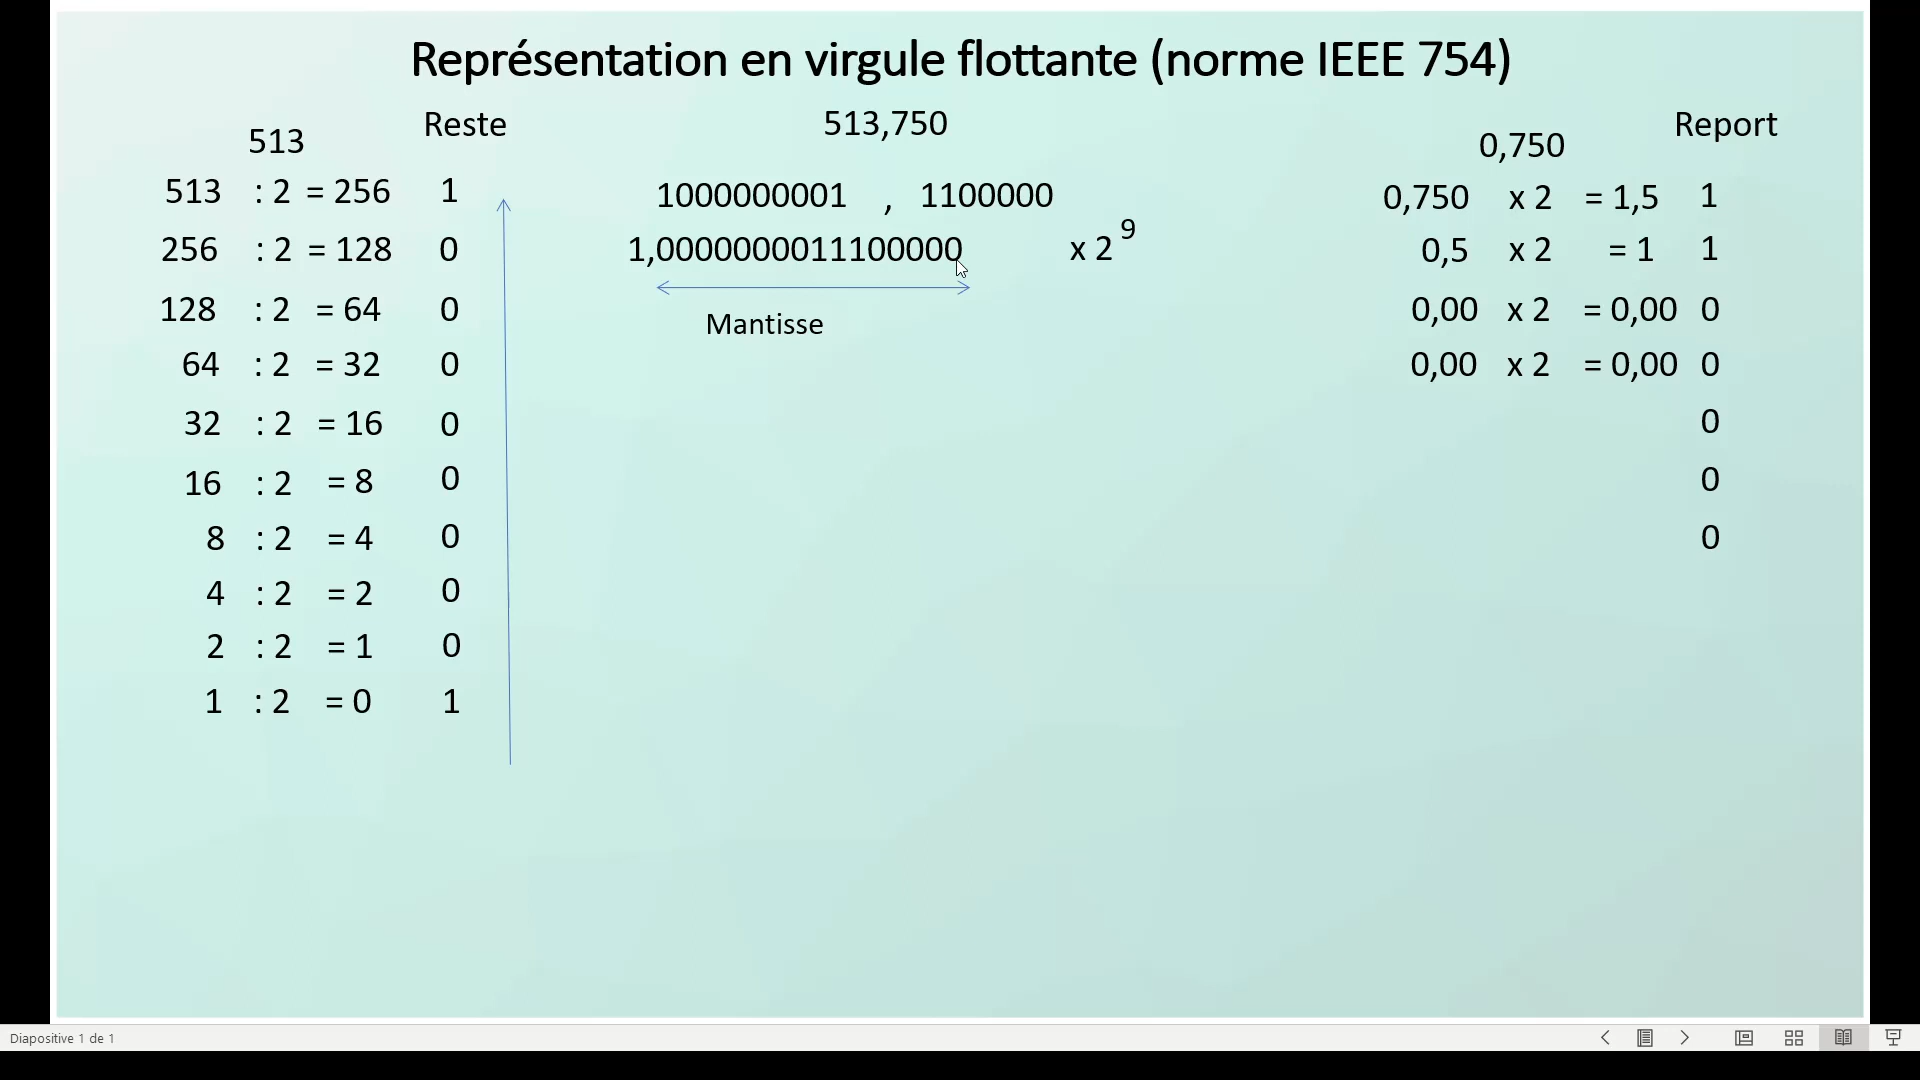 Représentation en virgule flottante (norme IEEE 754)
513 Reste
513 : 2 = 256 1
256 : 2 = 128 0
128 : 2 = 64 0
64 : 2 = 32 0
32 : 2 = 16 0
16 : 2 = 8 0
8 : 2 = 4 0
4 : 2 = 2 0
2 : 2 = 1 0
1 : 2 = 0 1
513,750
1000000001 , 1100000
1,0000000011100000 x 2 9
Mantisse
0,750 Report
0,750 x 2 = 1,5 1
0,5 x 2 = 1 1
0,00 x 2 = 0,00 0
0,00 x 2 = 0,00 0
0
0
0
Diapositive 1 de 1